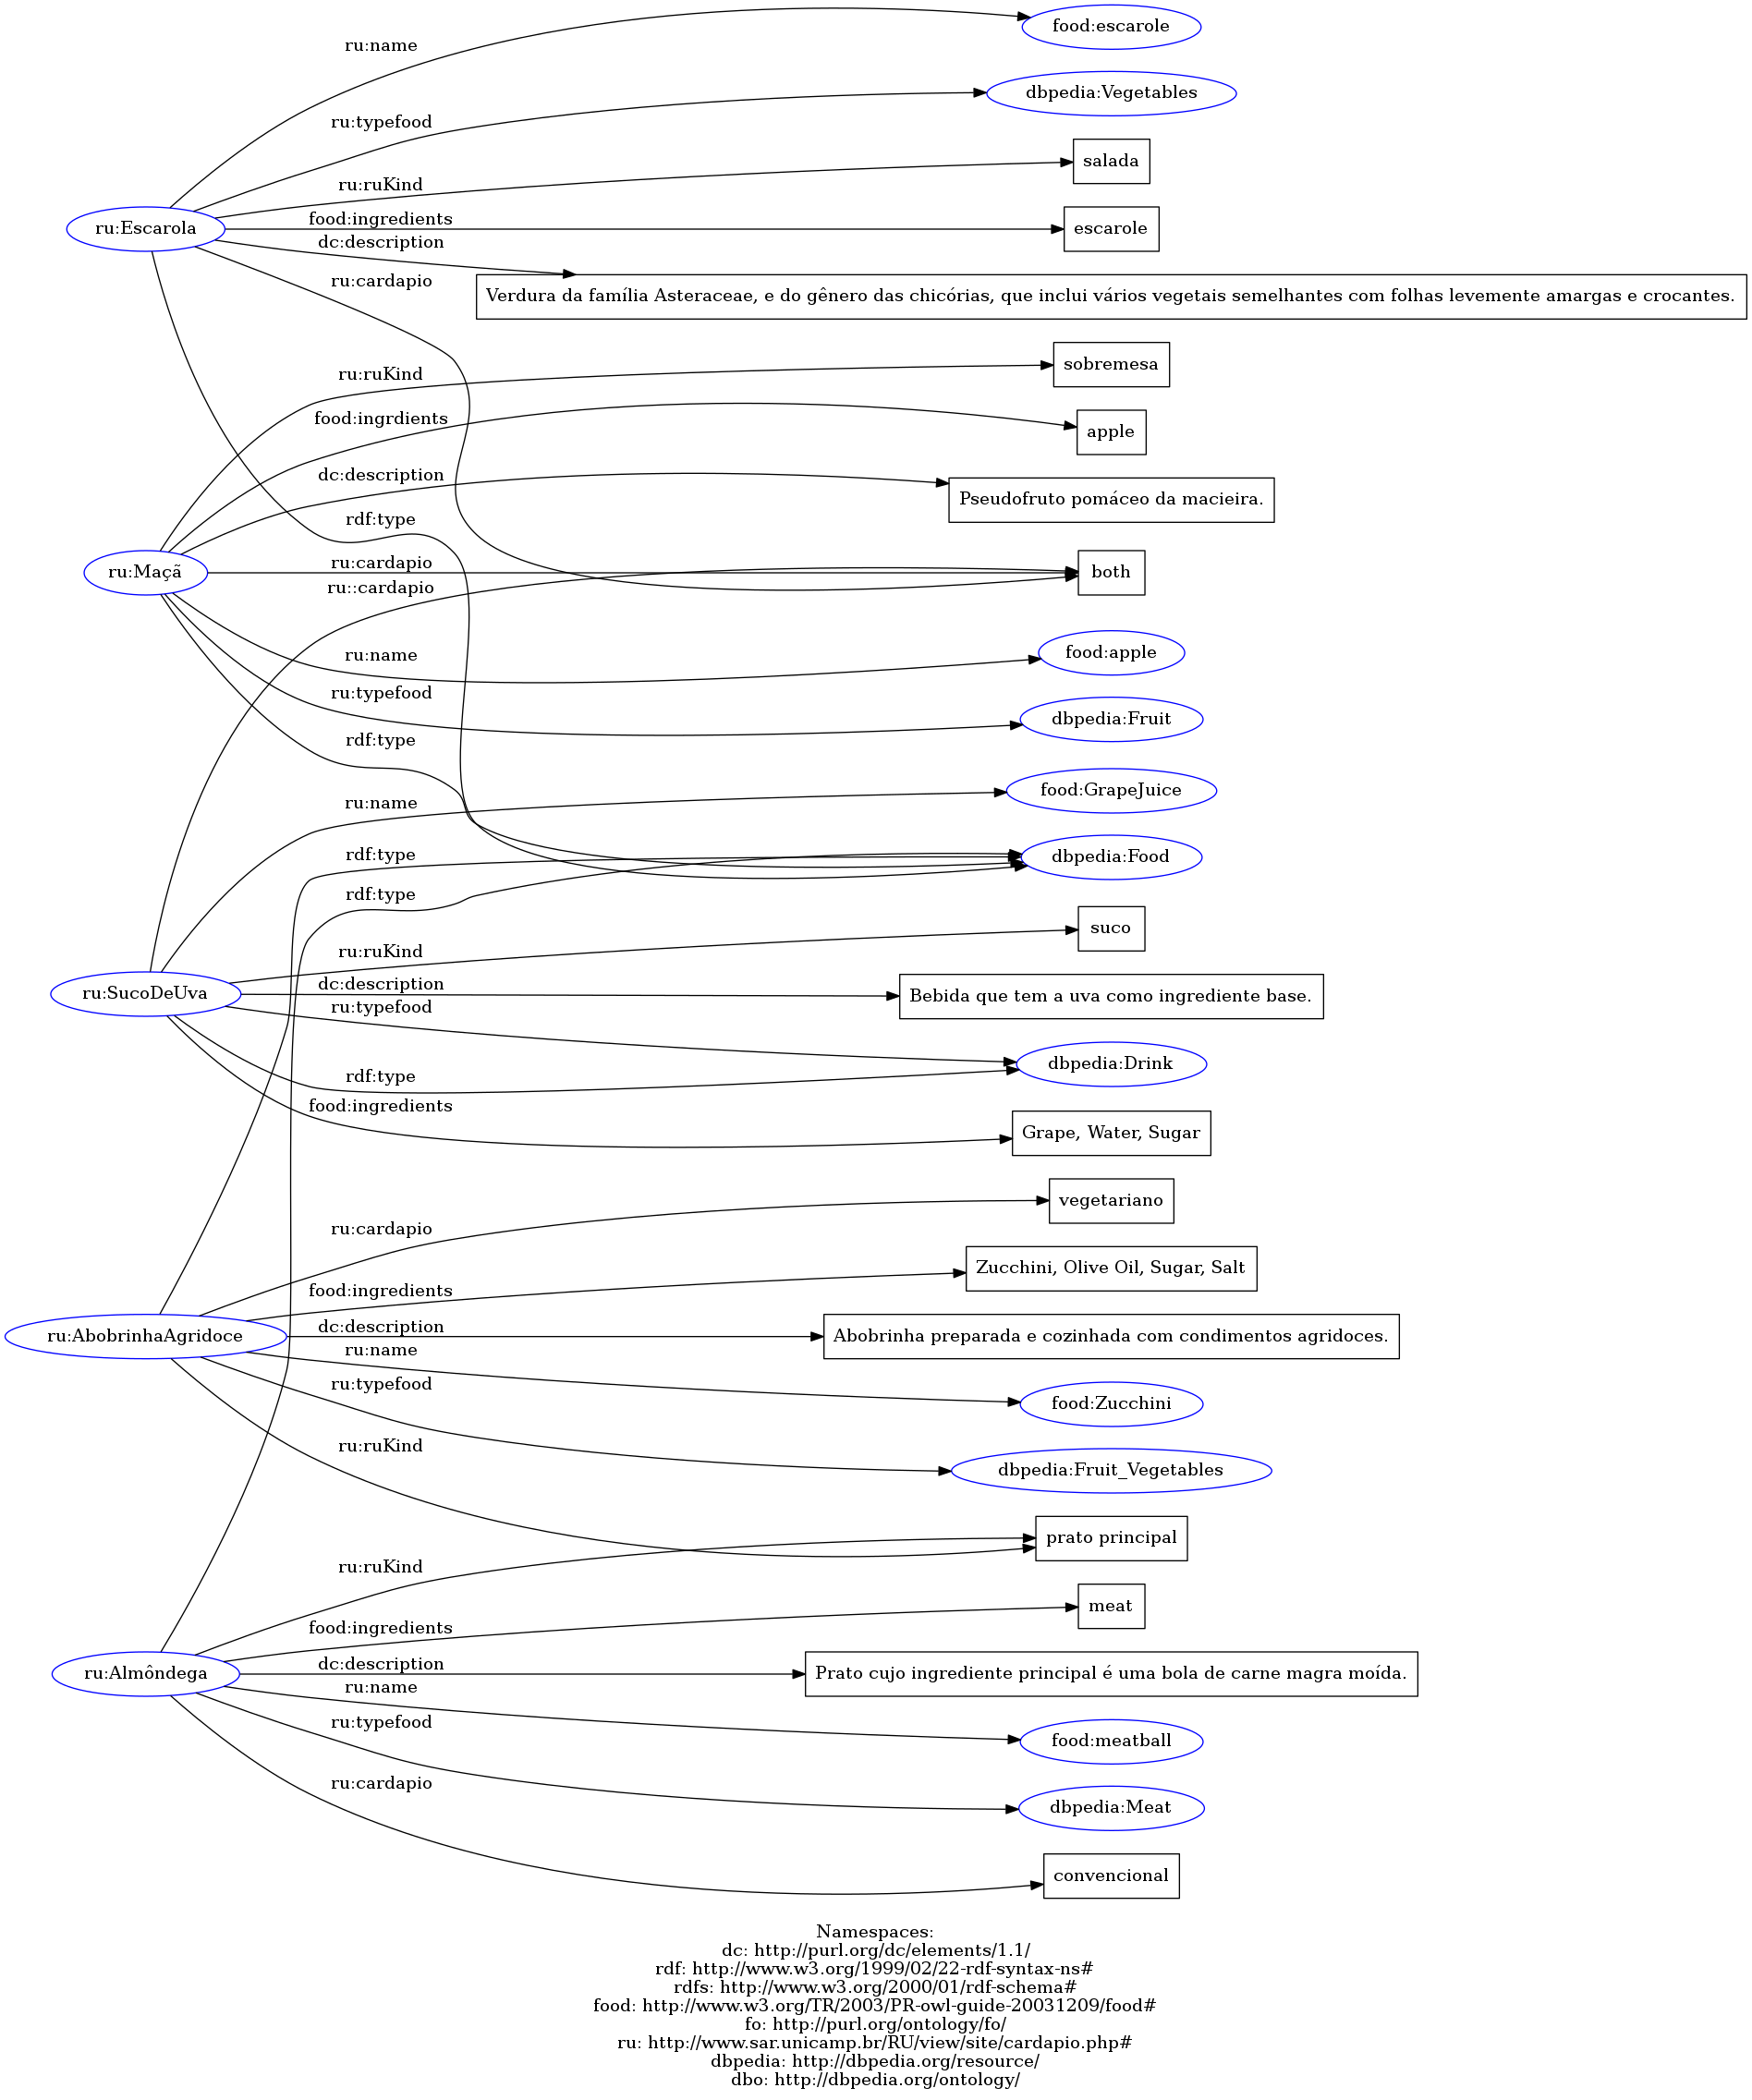 ru:name
food:escarole
dbpedia:Vegetables
ru:typefood
salada
ru:ruKind
food:ingredients
ru:Escarola
escarole
dc:description
ru:cardapio
Verdura da família Asteraceae, e do gênero das chicórias, que inclui vários vegetais semelhantes com folhas levemente amargas e crocantes.
ru:ruKind
sobremesa
food:ingrdients
apple
dc:description
Pseudofruto pomáceo da macieira.
rdf:type
ru:cardapio
ru:Maçã
both
ru::cardapio
ru:name
food:apple
ru:typefood
dbpedia:Fruit
rdf:type
food:GrapeJuice
ru:name
rdf:type
dbpedia:Food
rdf:type
suco
ru:ruKind
dc:description
ru:SucoDeUva
Bebida que tem a uva como ingrediente base.
ru:typefood
dbpedia:Drink
rdf:type
food:ingredients
Grape, Water, Sugar
vegetariano
ru:cardapio
Zucchini, Olive Oil, Sugar, Salt
food:ingredients
dc:description
ru:AbobrinhaAgridoce
Abobrinha preparada e cozinhada com condimentos agridoces.
ru:name
ru:typefood
food:Zucchini
ru:ruKind
dbpedia:Fruit_Vegetables
prato principal
ru:ruKind
meat
food:ingredients
dc:description
ru:Almôndega
Prato cujo ingrediente principal é uma bola de carne magra moída.
ru:name
ru:typefood
food:meatball
ru:cardapio
dbpedia:Meat
convencional
Namespaces:
dc: http://purl.org/dc/elements/1.1/
rdf: http://www.w3.org/1999/02/22-rdf-syntax-ns#
rdfs: http://www.w3.org/2000/01/rdf-schema#
food: http://www.w3.org/TR/2003/PR-owl-guide-20031209/food#
fo: http://purl.org/ontology/fo/
ru: http://www.sar.unicamp.br/RU/view/site/cardapio.php#
dbpedia: http://dbpedia.org/resource/
dbo: http://dbpedia.org/ontology/